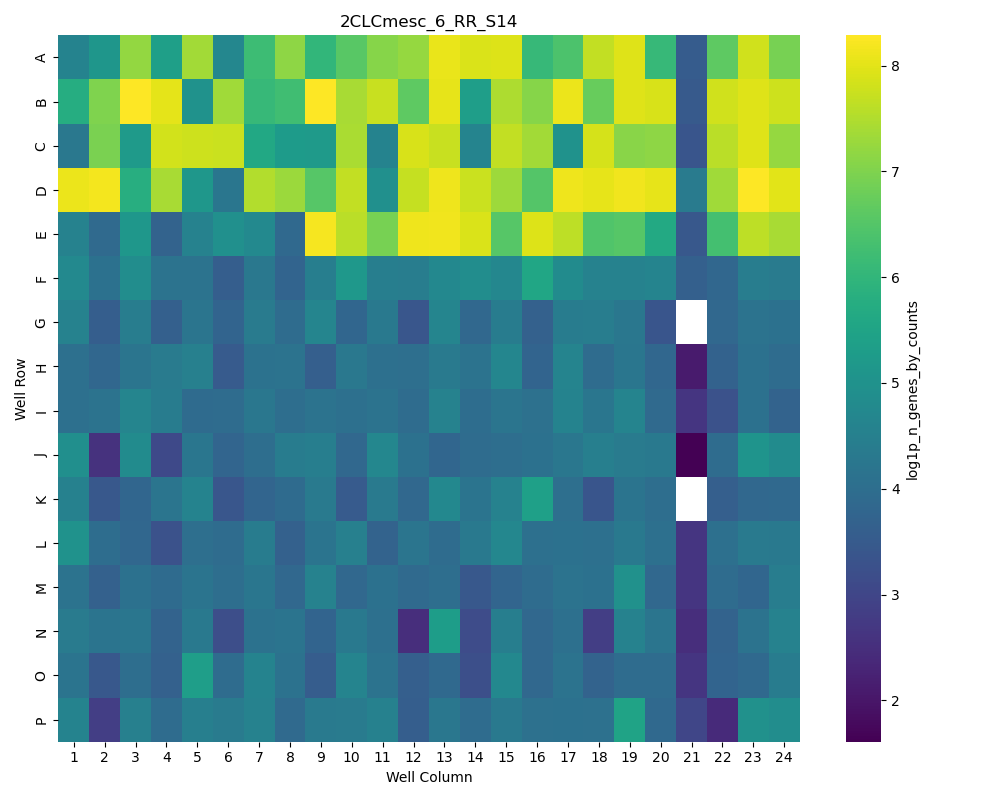 2CLCmesc_6_RR_S14
A
B
C
D
E
F
G
H
I
J
K
L
M
N
O
P
Well Row
1 2 3 4 5 6 7 8 9 10 11 12 13 14 15 16 17 18 19 20 21 22 23 24
Well Column
8
7
6
5
4
3
2
log1p_n_genes_by_counts